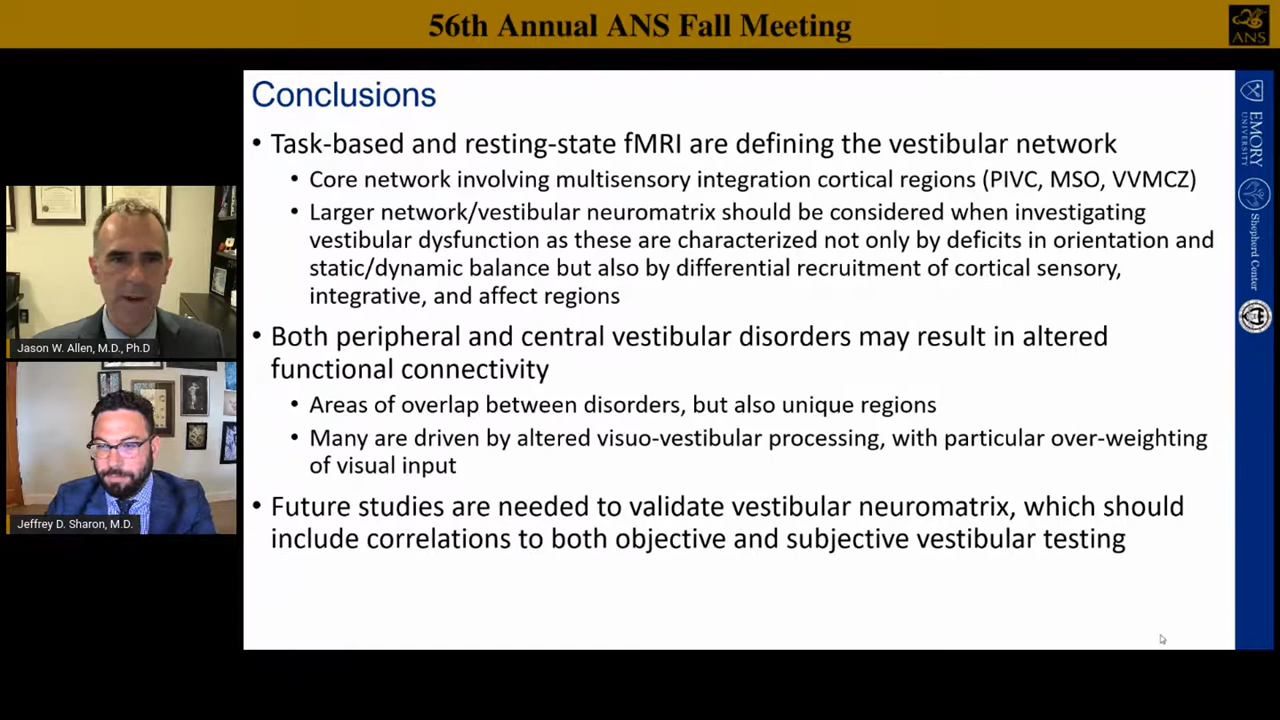 56th Annual ANS Fall Meeting
ANS
Conclusions
• Task-based and resting-state fMRI are defining the vestibular network
• Core network involving multisensory integration cortical regions (PIVC, MSO, VVMCZ)
• Larger network/vestibular neuromatrix should be considered when investigating
vestibular dysfunction as these are characterized not only by deficits in orientation and
static/dynamic balance but also by differential recruitment of cortical sensory,
integrative, and affect regions
• Both peripheral and central vestibular disorders may result in altered
functional connectivity
• Areas of overlap between disorders, but also unique regions
• Many are driven by altered visuo-vestibular processing, with particular over-weighting
of visual input
• Future studies are needed to validate vestibular neuromatrix, which should
include correlations to both objective and subjective vestibular testing
Jason W. Allen, M.D., Ph.D
Jeffrey D. Sharon, M.D.
EMORY
UNIVERSITY
Shepherd Center